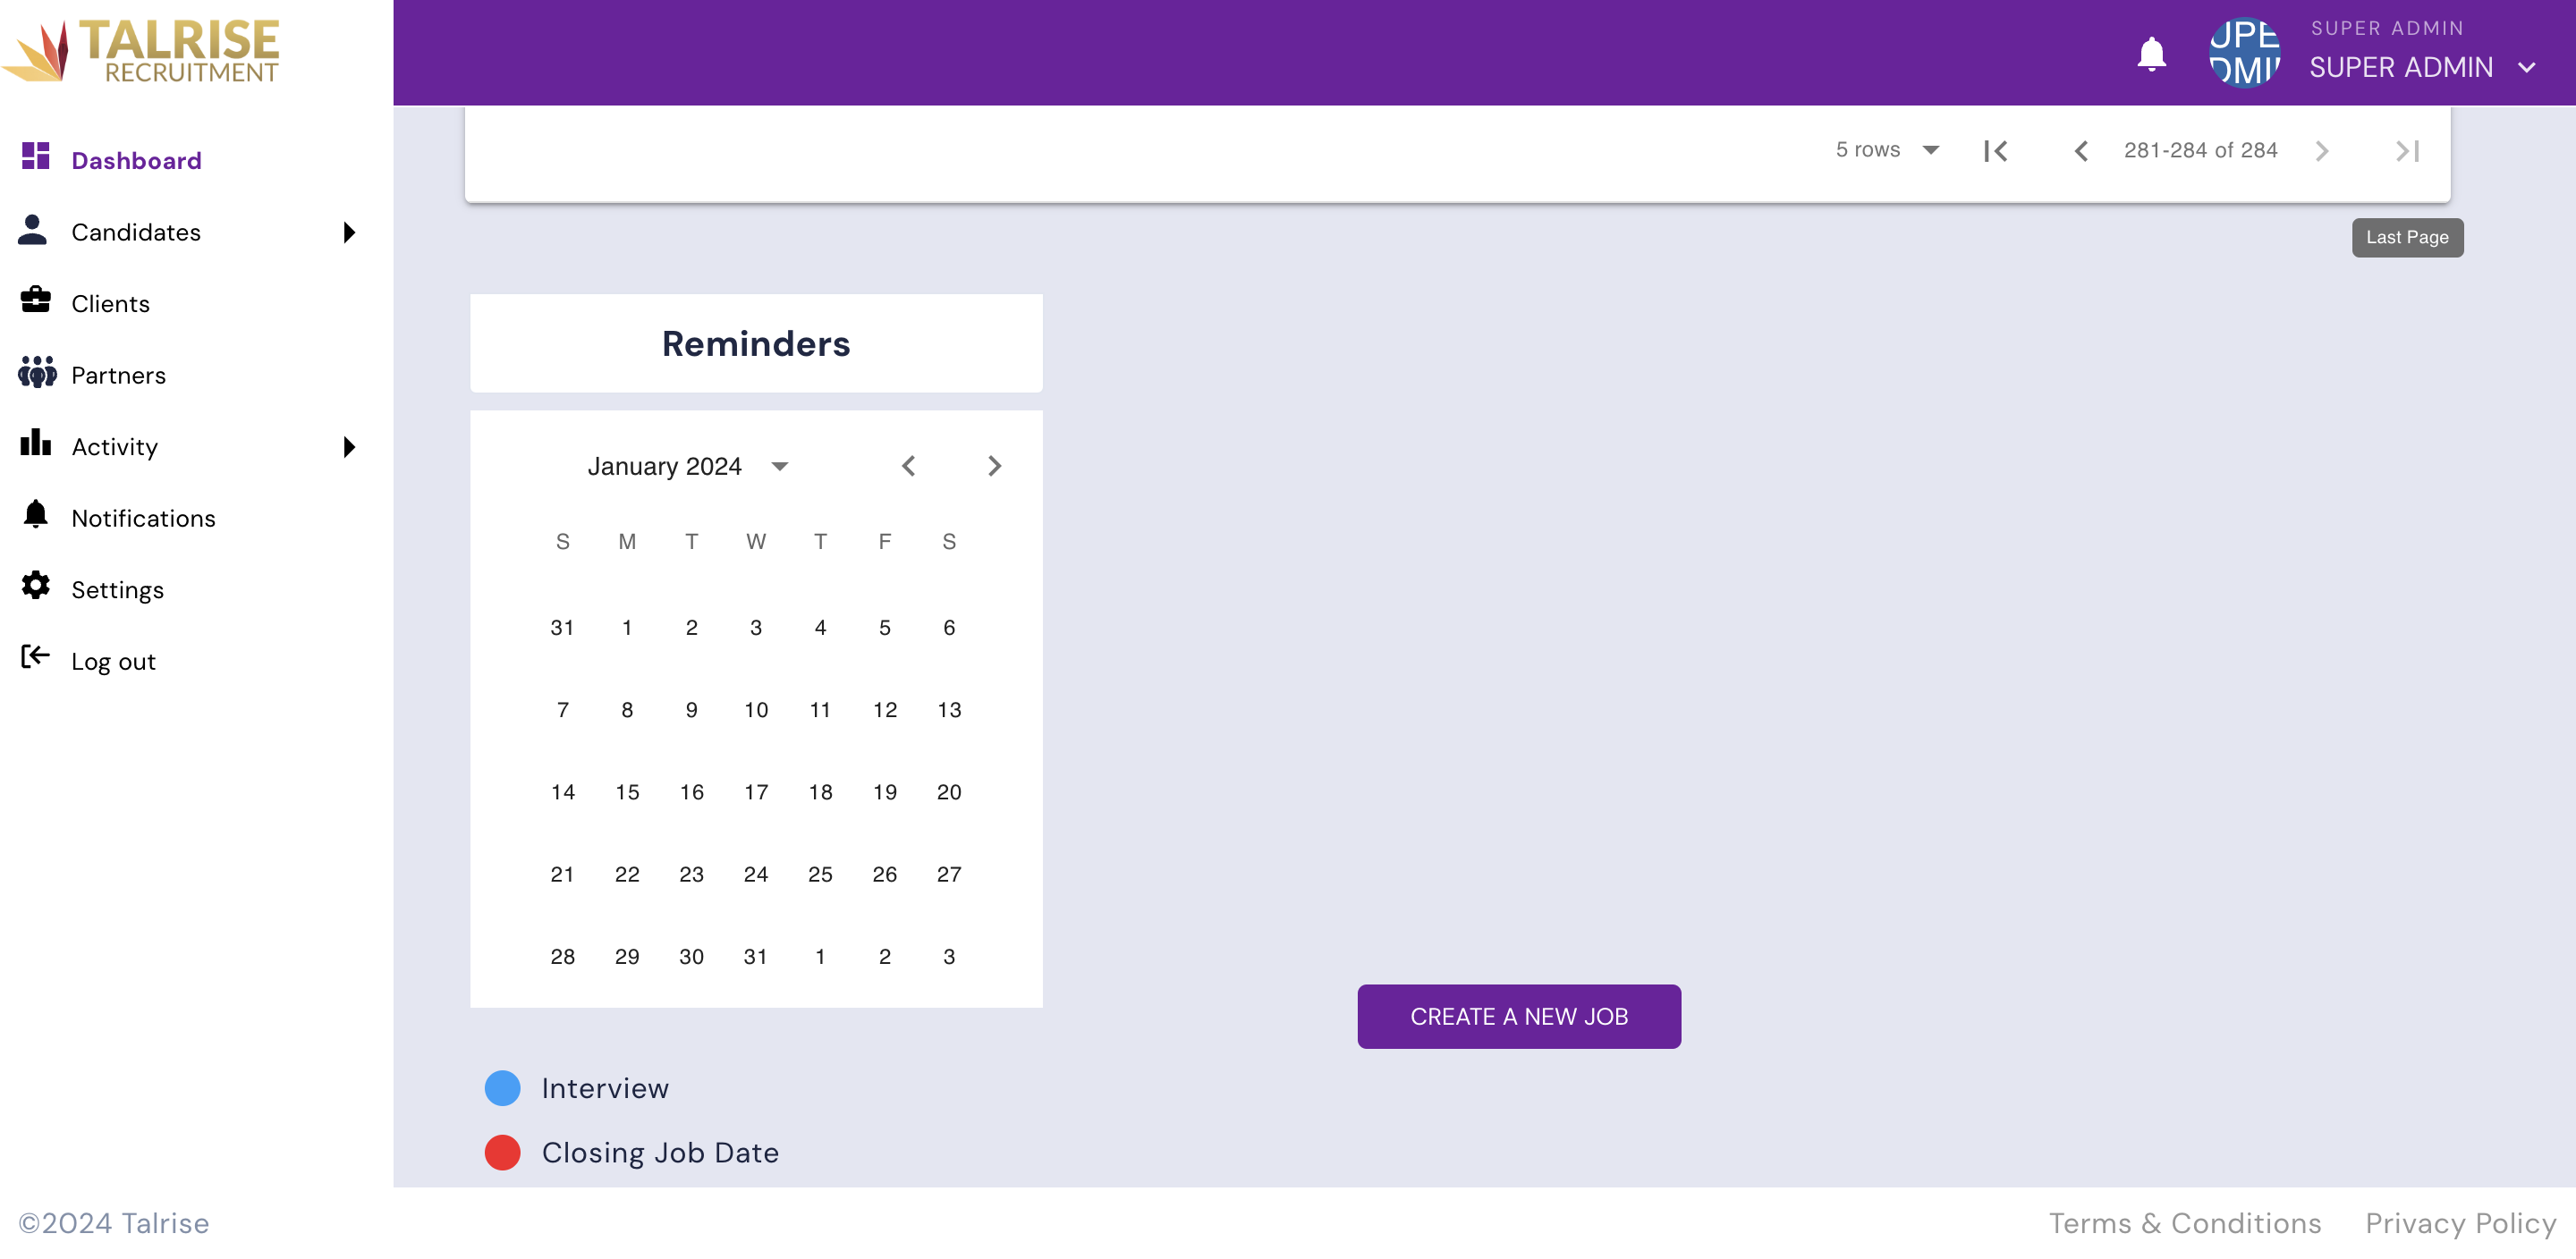 TALRISE
RECRUITMENT
Dashboard
Candidates
Clients
Partners
Activity
Notifications
Settings
Log out
SUPER ADMIN
SUPER ADMIN
5 rows
281-284 of 284
Last Page
Reminders
January 2024
S M T W T F S
31 1 2 3 4 5 6
7 8 9 10 11 12 13
14 15 16 17 18 19 20
21 22 23 24 25 26 27
28 29 30 31 1 2 3
CREATE A NEW JOB
Interview
Closing Job Date
©2024 Talrise
Terms & Conditions
Privacy Policy